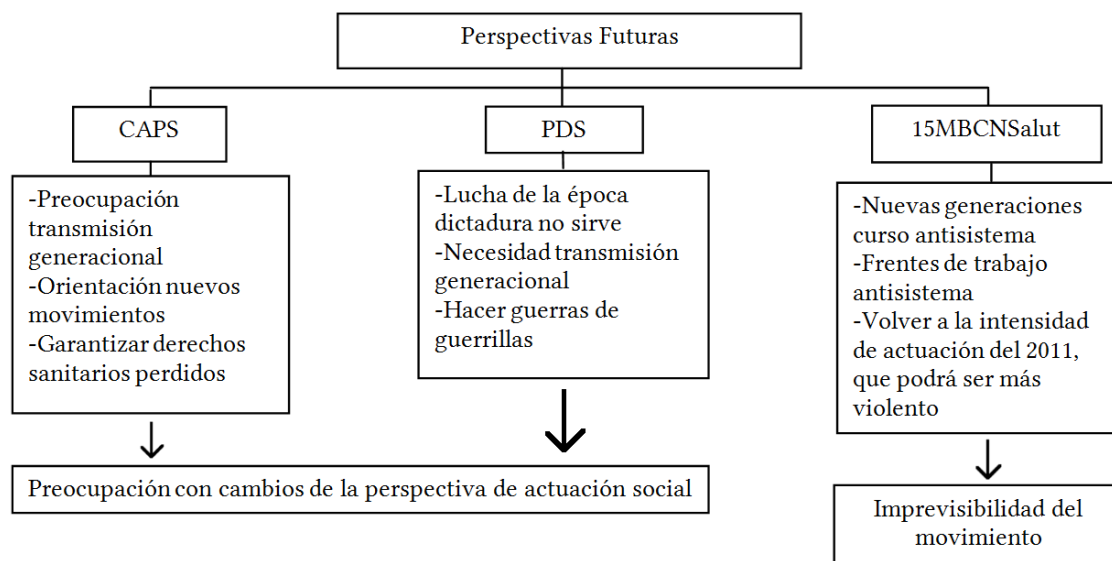 Perspectivas Futuras
CAPS
PDS
15MBCNSalut
-Preocupación
transmisión
generacional
-Orientación nuevos
movimientos
-Garantizar derechos
sanitarios perdidos
-Lucha de la época
dictadura no sirve
-Necesidad transmisión
generacional
-Hacer guerras de
guerrillas
-Nuevas generaciones
curso antisistema
-Frentes de trabajo
antisistema
-Volver a la intensidad
de actuación del 2011,
que podrá ser más
violento
Preocupación con cambios de la perspectiva de actuación social
Imprevisibilidad del
movimiento